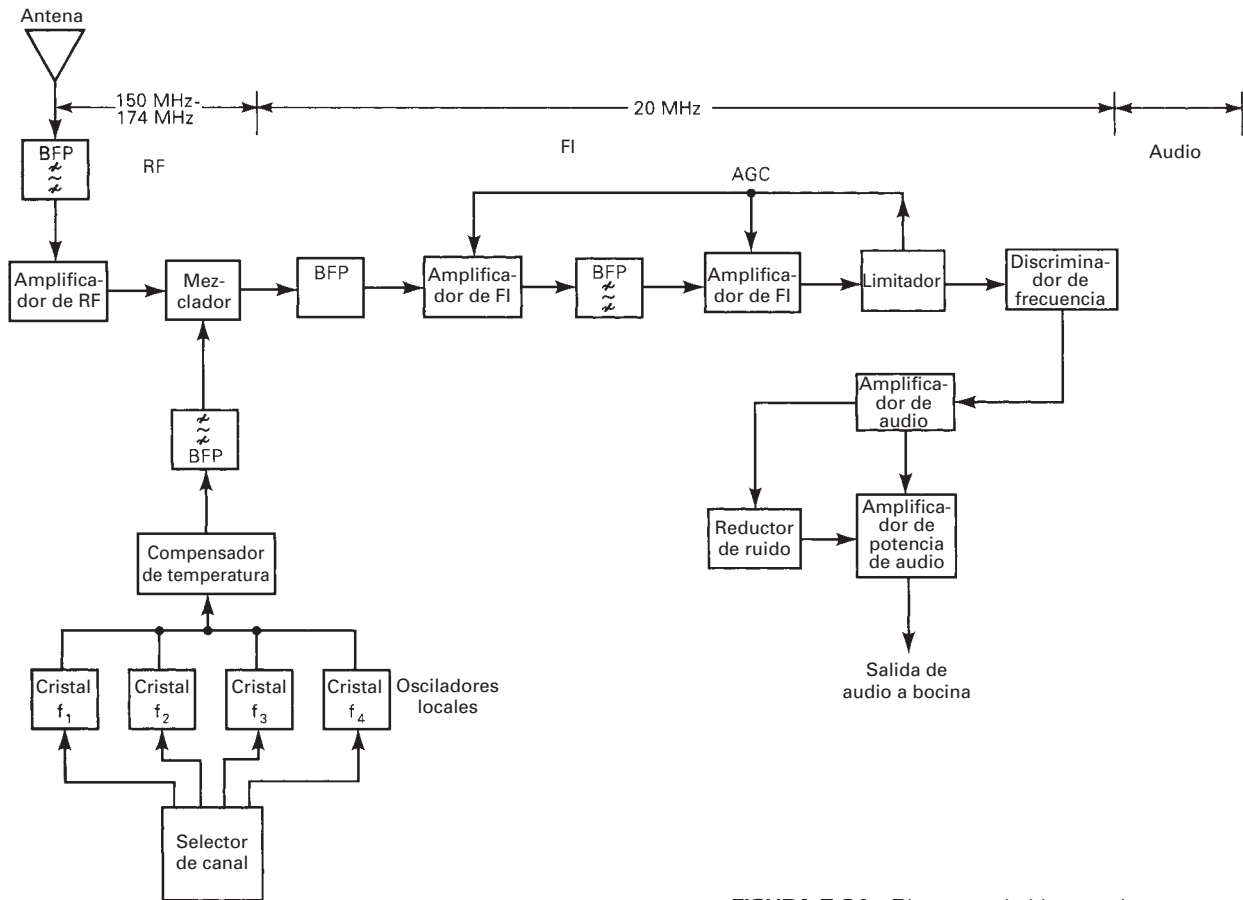 Antena
150 MHz-
174 MHz
20 MHz
BFP
RF
FI
Audio
AGC
Amplifica-
dor de RF
Mez-
clador
BFP
Amplifica-
dor de FI
BFP
Amplifica-
dor de FI
Limitador
Discrimina-
dor de
frecuencia
Amplifica-
dor de
audio
BFP
Reductor
de ruido
Amplifica-
dor de
potencia
de audio
Compensador
de temperatura
Salida de
audio a bocina
Cristal
f1
Cristal
f2
Cristal
f3
Cristal
f4
Osciladores
locales
Selector
de canal